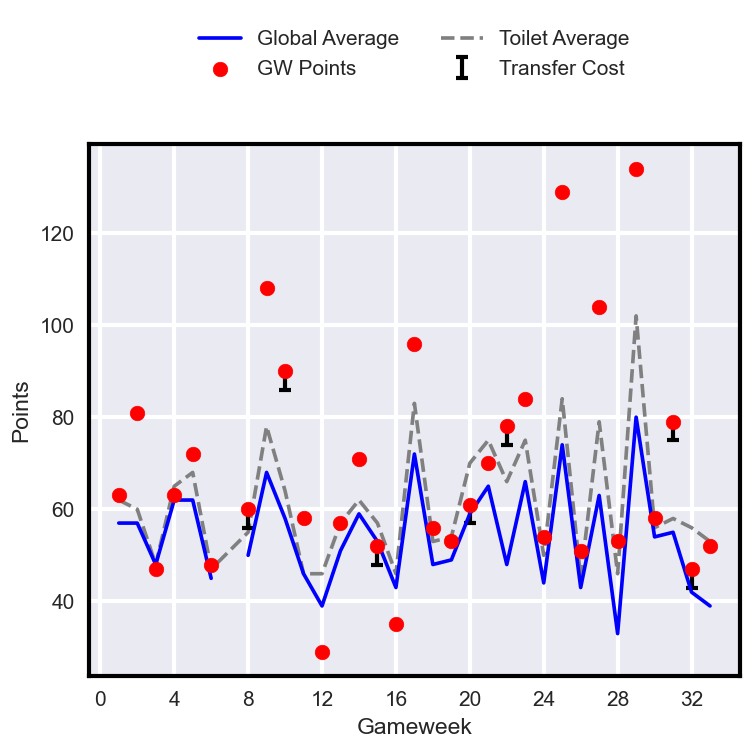 Global Average Toilet Average
GW Points Transfer Cost
120
100
80
60
40
Points
0 4 8 12 16 20 24 28 32
Gameweek